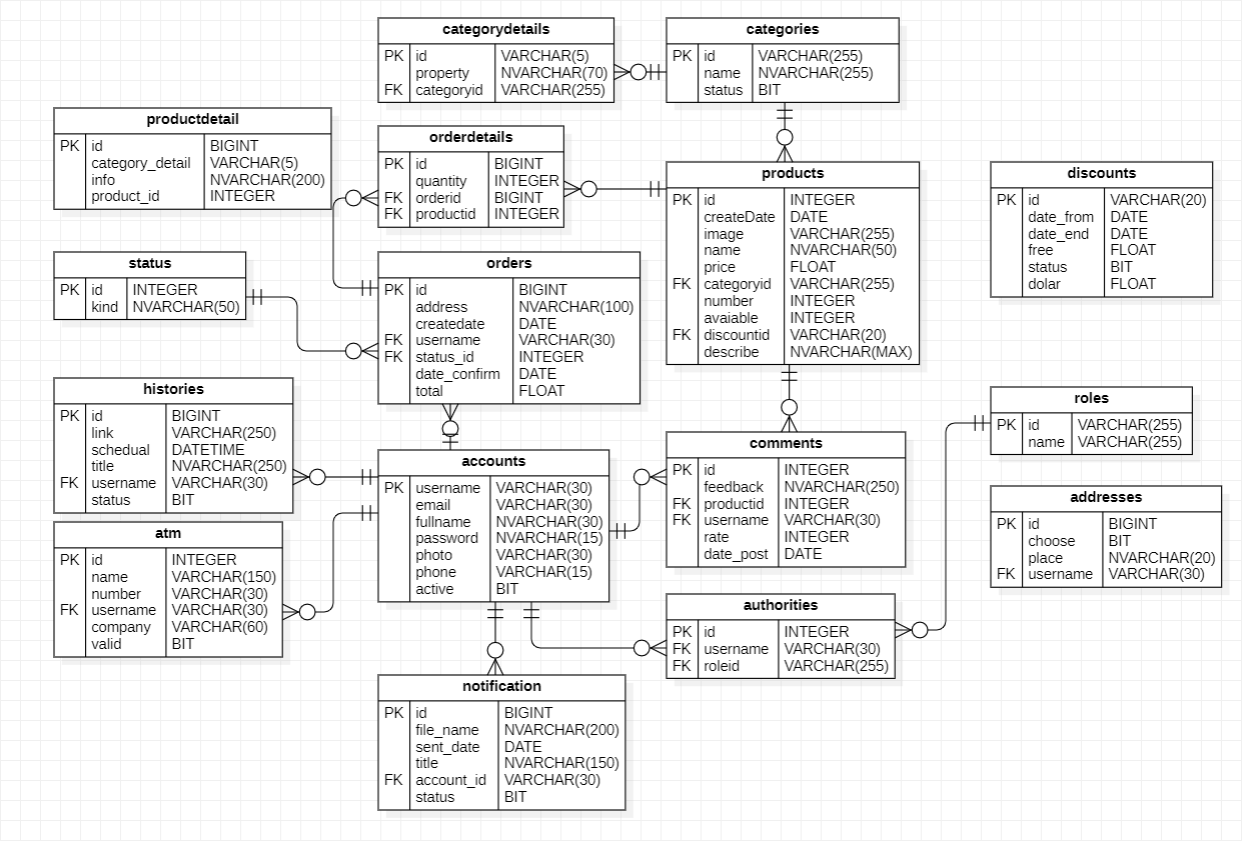 categorydetails
PK id VARCHAR(5)
property NVARCHAR(70)
FK categoryid VARCHAR(255)
categories
PK id VARCHAR(255)
name NVARCHAR(255)
status BIT
productdetail
PK id BIGINT
category_detail VARCHAR(5)
info NVARCHAR(200)
product_id INTEGER
orderdetails
PK id BIGINT
quantity INTEGER
FK orderid BIGINT
FK productid INTEGER
products
PK id INTEGER
createDate DATE
image VARCHAR(255)
name NVARCHAR(50)
price FLOAT
FK categoryid VARCHAR(255)
number INTEGER
avaiable INTEGER
FK discountid VARCHAR(20)
describe NVARCHAR(MAX)
discounts
PK id VARCHAR(20)
date_from DATE
date_end DATE
free FLOAT
status BIT
dolar FLOAT
status
PK id INTEGER
kind NVARCHAR(50)
orders
PK id BIGINT
address NVARCHAR(100)
createdate DATE
FK username VARCHAR(30)
FK status_id INTEGER
date_confirm DATE
total FLOAT
histories
PK id BIGINT
link VARCHAR(250)
schedual DATETIME
title NVARCHAR(250)
FK username VARCHAR(30)
status BIT
roles
PK id VARCHAR(255)
name VARCHAR(255)
accounts
PK username VARCHAR(30)
email VARCHAR(30)
fullname NVARCHAR(30)
password NVARCHAR(15)
photo VARCHAR(30)
phone VARCHAR(15)
active BIT
comments
PK id INTEGER
feedback NVARCHAR(250)
FK productid INTEGER
FK username VARCHAR(30)
rate INTEGER
date_post DATE
addresses
PK id BIGINT
choose BIT
place NVARCHAR(20)
FK username VARCHAR(30)
atm
PK id INTEGER
name VARCHAR(150)
number VARCHAR(30)
FK username VARCHAR(30)
company VARCHAR(60)
valid BIT
authorities
PK id INTEGER
FK username VARCHAR(30)
FK roleid VARCHAR(255)
notification
PK id BIGINT
file_name NVARCHAR(200)
sent_date DATE
title NVARCHAR(150)
FK account_id VARCHAR(30)
status BIT